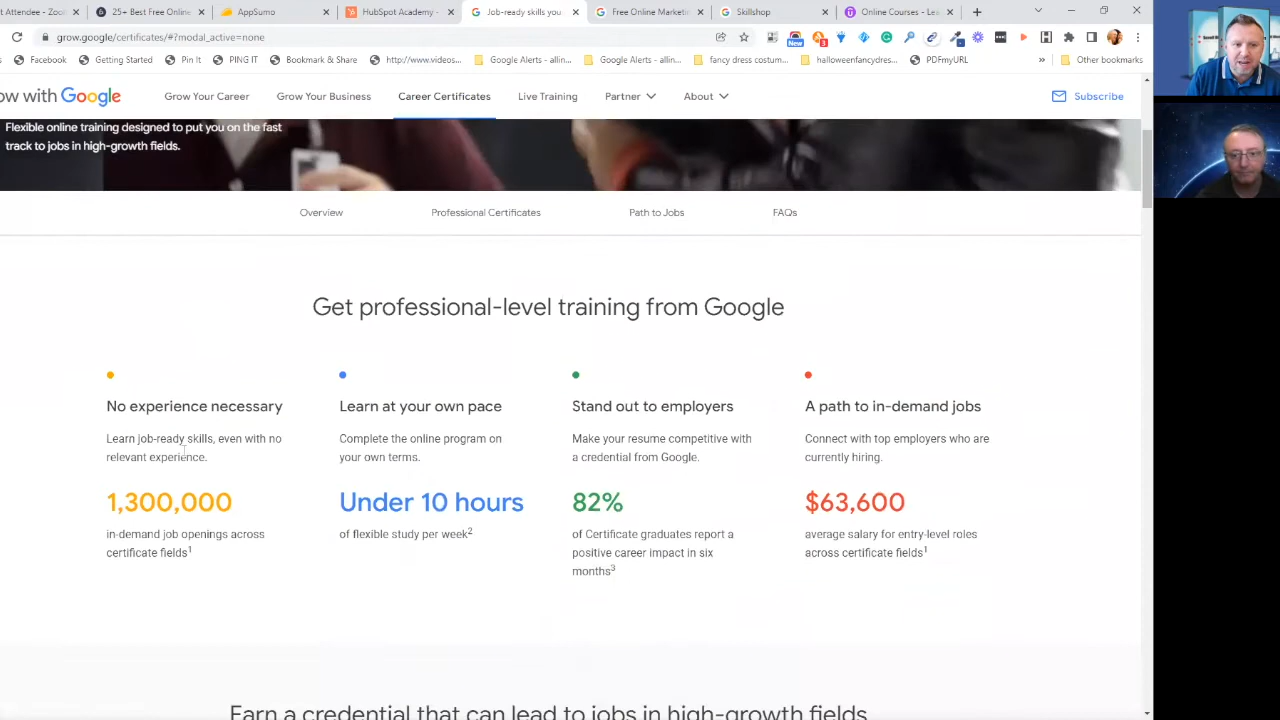 t Attendee - Zoo
25+ Best Free Online
AppSumo
HubSpot Academy -
Job-ready skills you
Free Online Marketi
Skillshop
Online Courses - Lea
grow.google/certificates/#?modal_active=none
New
3
Facebook
Getting Started
Pin It
PING IT
Bookmark & Share
http://www.videos...
Google Alerts - allin...
Google Alerts - allin...
fancy dress costum...
halloweenfancydres...
PDFmyURL
»
Other bookmarks
ow with Google
Grow Your Career
Grow Your Business
Career Certificates
Live Training
Partner
About
Subscribe
Flexible online training designed to put you on the fast
track to jobs in high-growth fields.
Overview
Professional Certificates
Path to Jobs
FAQs
Get professional-level training from Google
No experience necessary
Learn job-ready skills, even with no
relevant experience.
1,300,000
in-demand job openings across
certificate fields1
Learn at your own pace
Complete the online program on
your own terms.
Under 10 hours
of flexible study per week2
Stand out to employers
Make your resume competitive with
a credential from Google.
82%
of Certificate graduates report a
positive career impact in six
months3
A path to in-demand jobs
Connect with top employers who are
currently hiring.
$63,600
average salary for entry-level roles
across certificate fields1
Earn a credential that can lead to jobs in high-growth fields